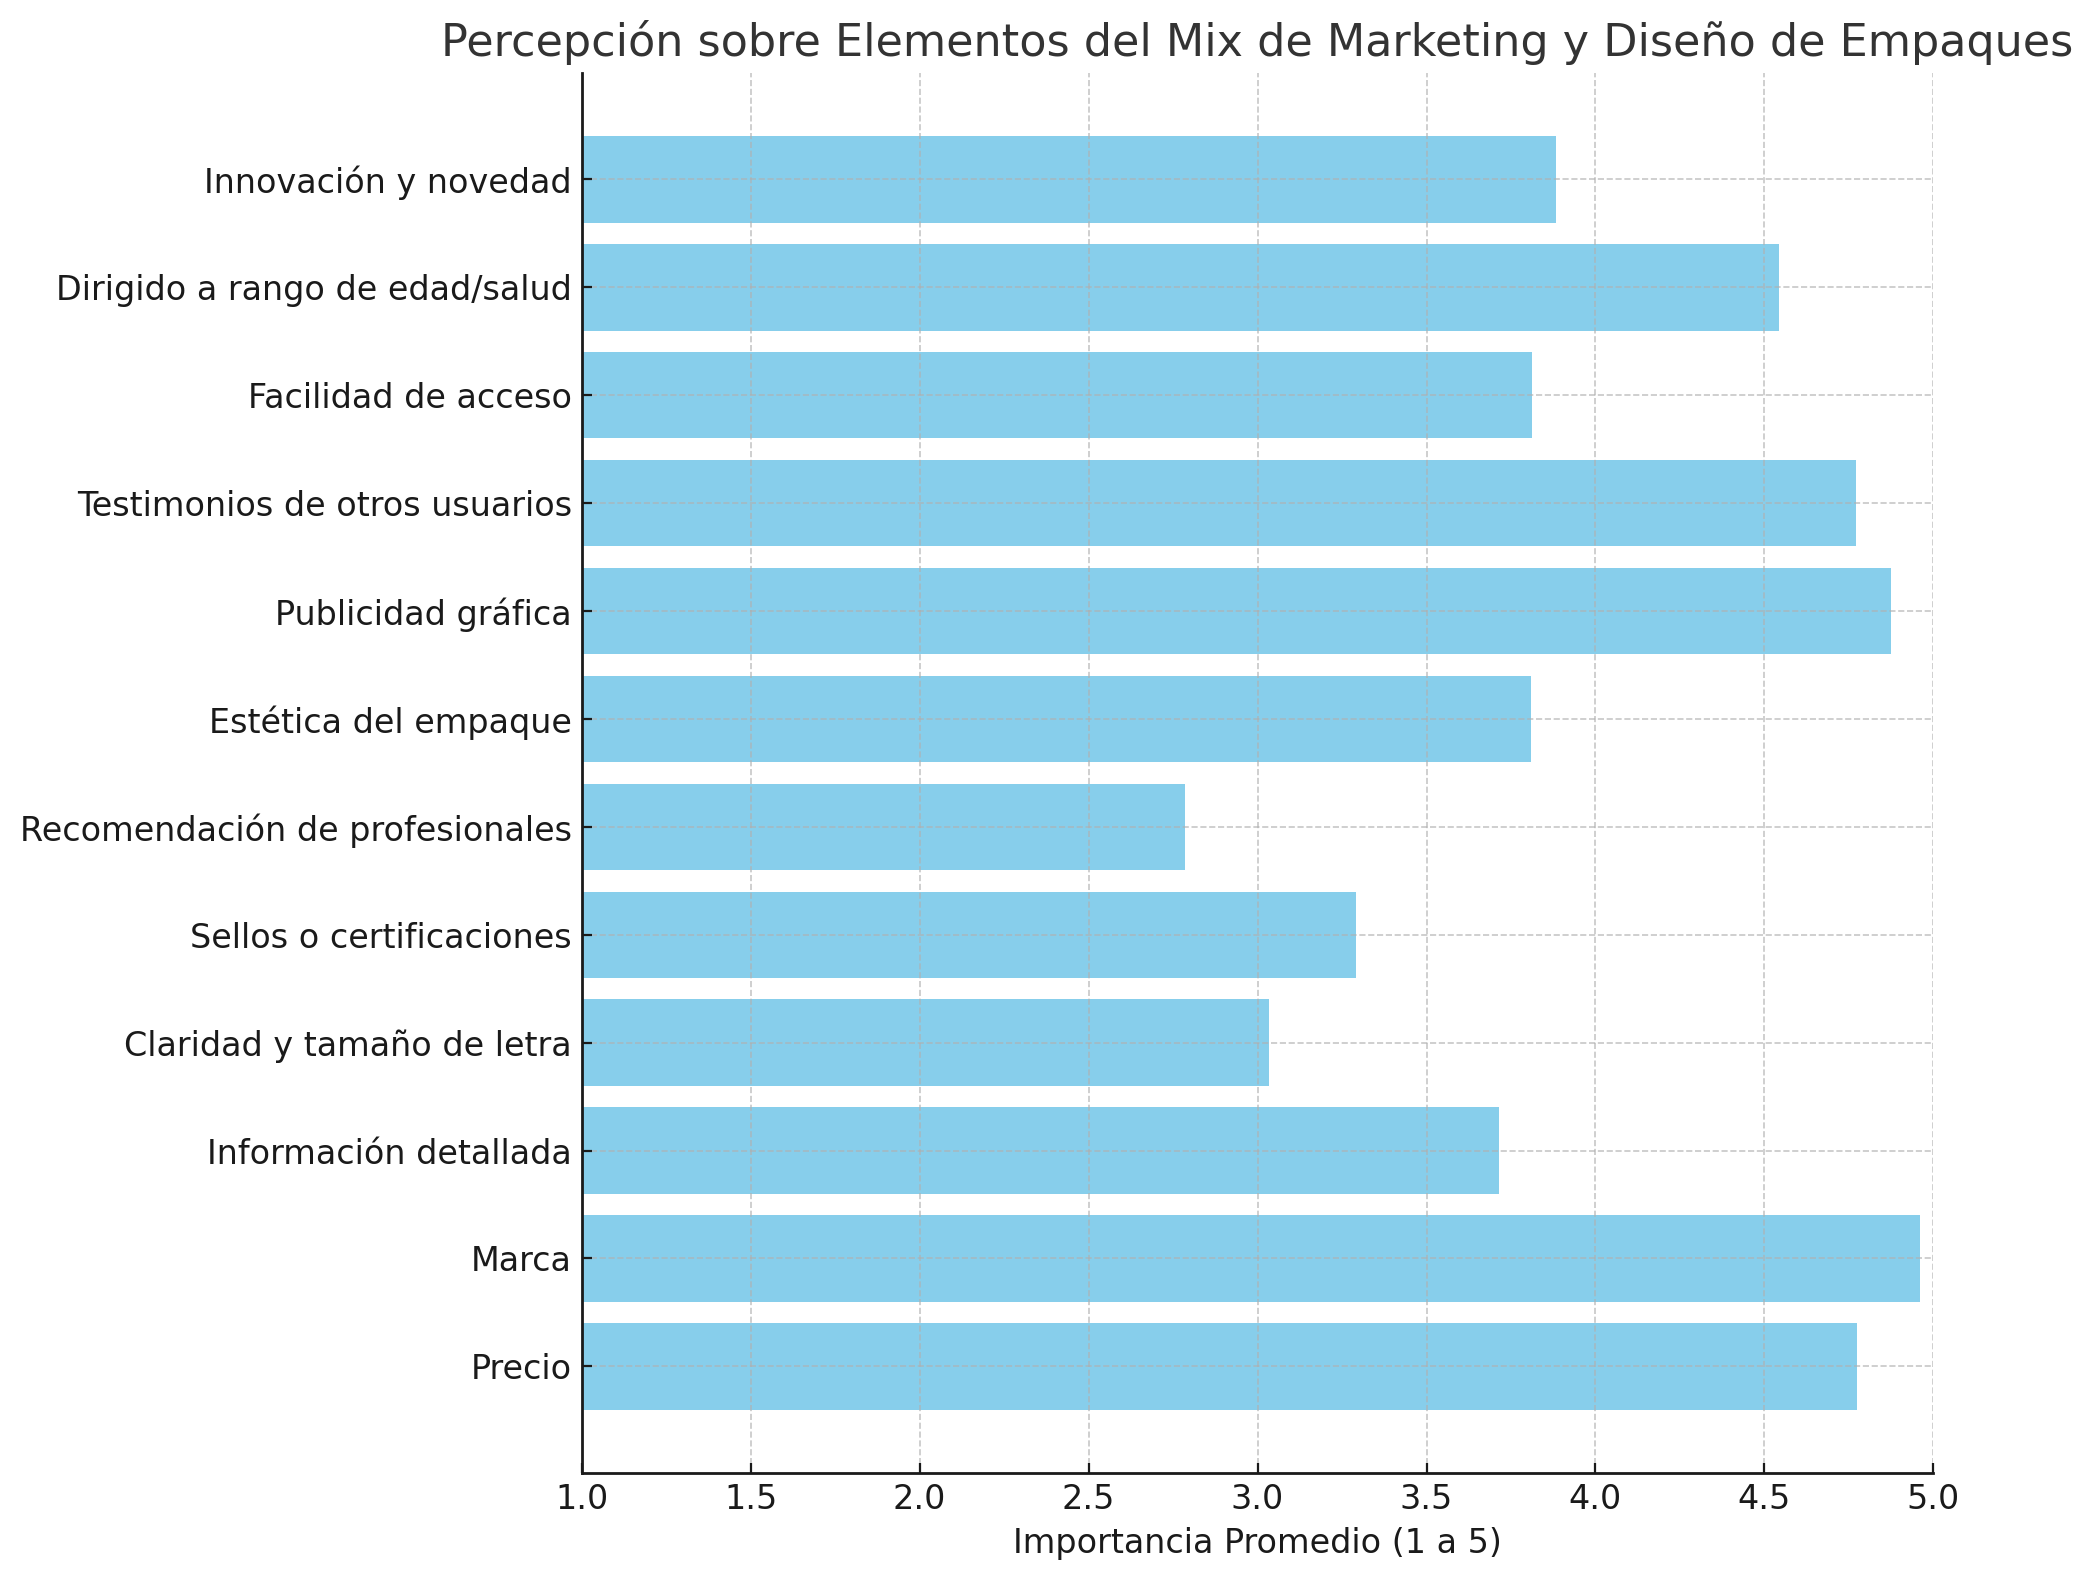 Percepción sobre Elementos del Mix de Marketing y Diseño de Empaques
Innovación y novedad
Dirigido a rango de edad/salud
Facilidad de acceso
Testimonios de otros usuarios
Publicidad gráfica
Estética del empaque
Recomendación de profesionales
Sellos o certificaciones
Claridad y tamaño de letra
Información detallada
Marca
Precio
1.0 1.5 2.0 2.5 3.0 3.5 4.0 4.5 5.0
Importancia Promedio (1 a 5)